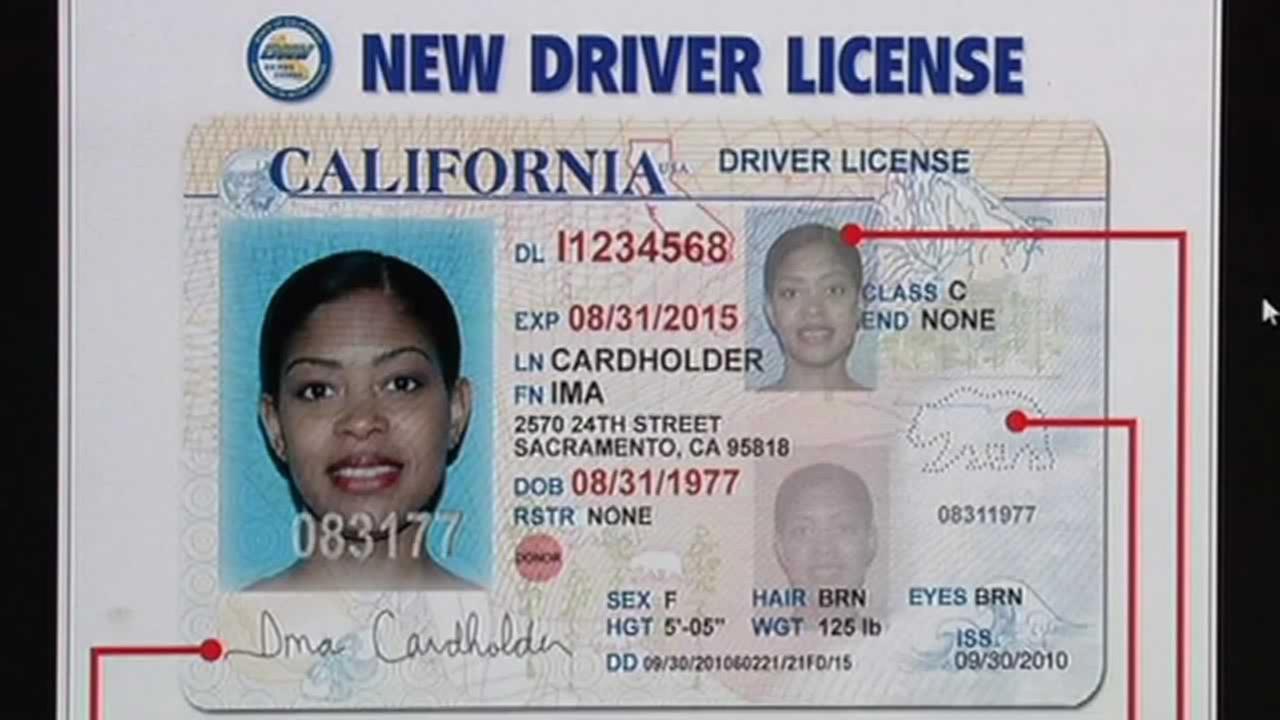 NEW DRIVER LICENSE
CALIFORNIA USA DRIVER LICENSE
DL I1234568
CLASS C
EXP 08/31/2015
END NONE
LN CARDHOLDER
FN IMA
2570 24TH STREET
SACRAMENTO, CA 95818
DOB 08/31/1977
RSTR NONE
08311977
083177
DONOR
SEX F HAIR BRN EYES BRN
HGT 5'-05" WGT 125 lb
ISS.
DD 09/30/201060221/21FD/15 09/30/2010
Ima Cardholder